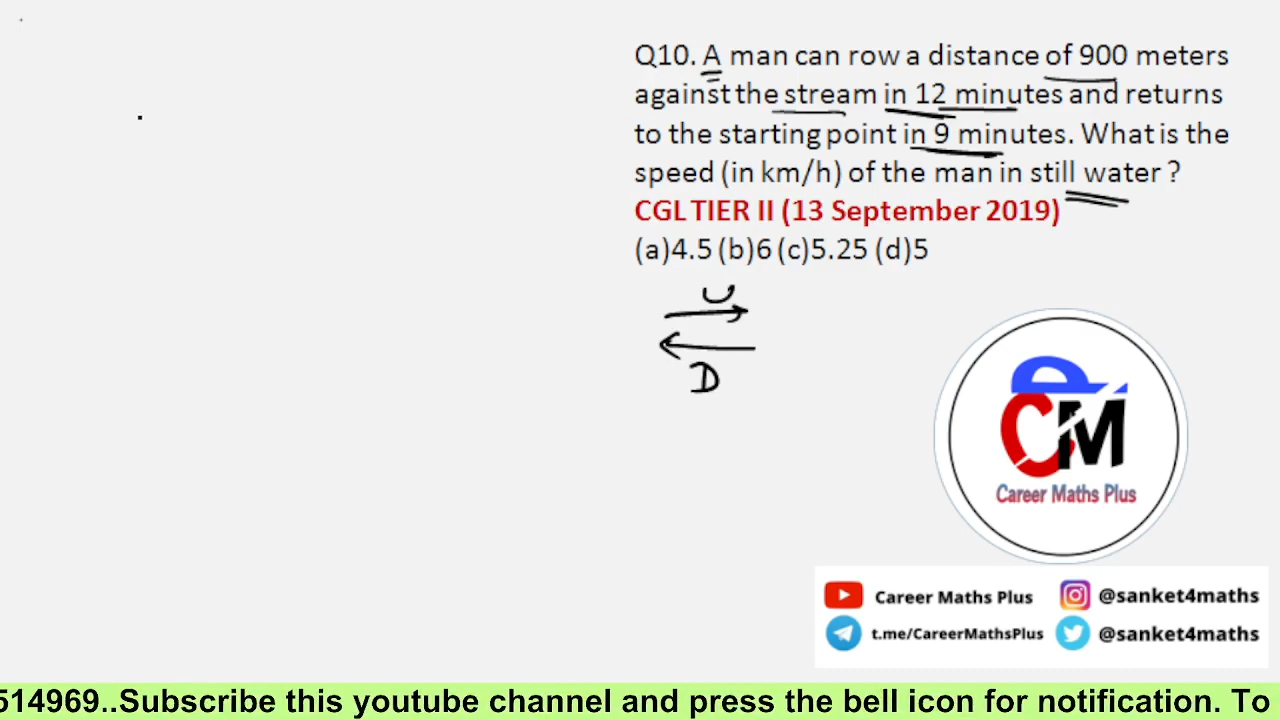 Q10. A man can row a distance of 900 meters
against the stream in 12 minutes and returns
to the starting point in 9 minutes. What is the
speed (in km/h) of the man in still water ?
CGL TIER II (13 September 2019)
(a)4.5 (b)6 (c)5.25 (d)5
U
D
CM
Career Maths Plus
Career Maths Plus @sanket4maths
t.me/CareerMathsPlus @sanket4maths
514969..Subscribe this youtube channel and press the bell icon for notification. To